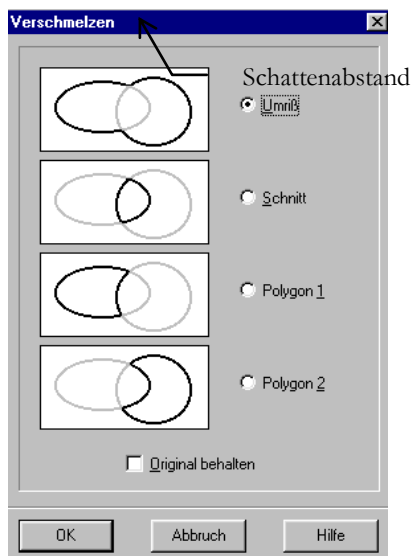 Verschmelzen
Schattenabstand
Umriß
Schnitt
Polygon 1
Polygon 2
Original behalten
OK Abbruch Hilfe